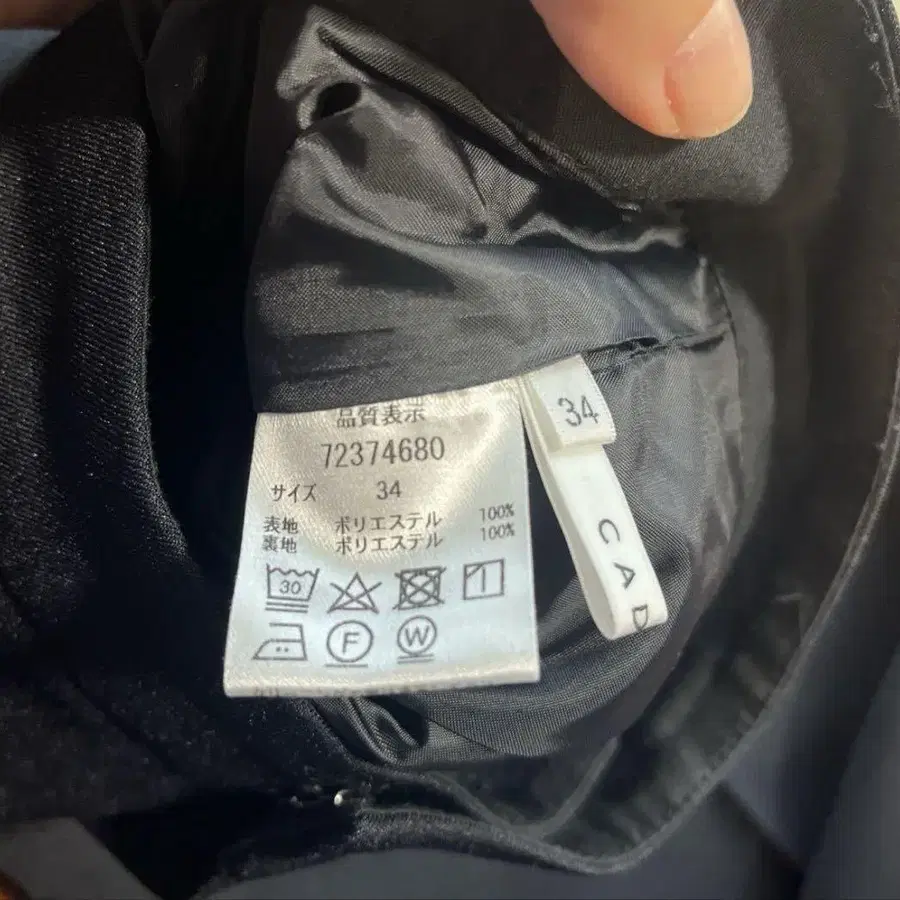 品質表示
72374680
サイズ 34
表地 ポリエステル 100%
裏地 ポリエステル 100%
30
F W
34
CAD